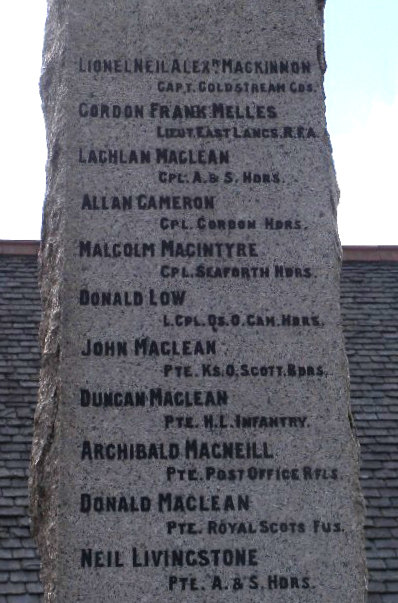 LIONEL NEIL ALEXR MACKINNON
CAPT. COLDSTREAM GDS.
GORDON FRANK MELLES
LIEUT. EAST LANCS. R.F.A.
LACHLAN MACLEAN
CPL. A. & S. HDRS.
ALLAN CAMERON
CPL. GORDON HDRS.
MALCOLM MACINTYRE
CPL. SEAFORTH HDRS.
DONALD LOW
L. CPL. QS. O. CAM. HDRS.
JOHN MACLEAN
PTE. KS. O. SCOTT. BDRS.
DUNCAN MACLEAN
PTE. H. L. INFANTRY.
ARCHIBALD MACNEILL
PTE. POST OFFICE RFLS.
DONALD MACLEAN
PTE. ROYAL SCOTS FUS.
NEIL LIVINGSTONE
PTE. A. & S. HDRS.